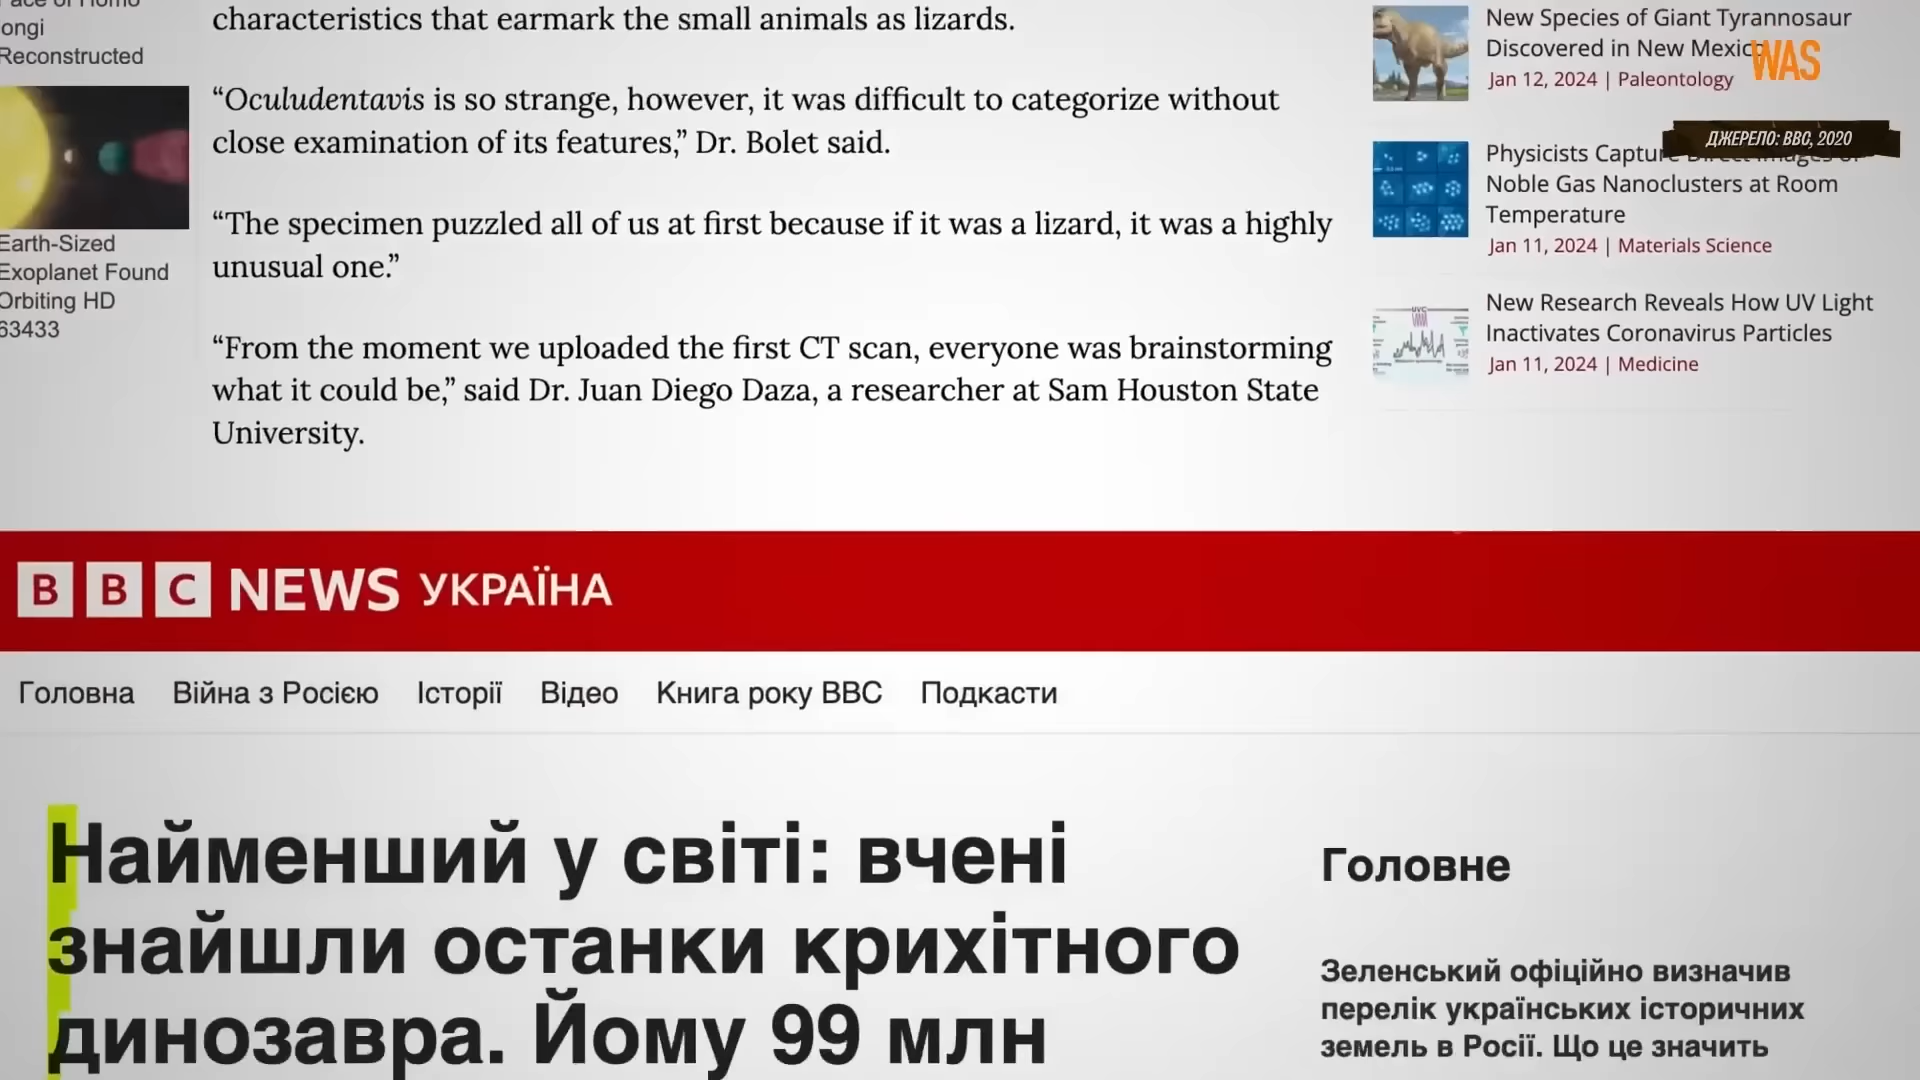 ongi
Reconstructed
Earth-Sized
Exoplanet Found
Orbiting HD
63433
characteristics that earmark the small animals as lizards.
“Oculudentavis is so strange, however, it was difficult to categorize without
close examination of its features,” Dr. Bolet said.
“The specimen puzzled all of us at first because if it was a lizard, it was a highly
unusual one.”
“From the moment we uploaded the first CT scan, everyone was brainstorming
what it could be,” said Dr. Juan Diego Daza, a researcher at Sam Houston State
University.
New Species of Giant Tyrannosaur
Discovered in New Mexico
Jan 12, 2024 | Paleontology
WAS
ДЖЕРЕЛО: BBC, 2020
Physicists Capture Direct Images of
Noble Gas Nanoclusters at Room
Temperature
Jan 11, 2024 | Materials Science
New Research Reveals How UV Light
Inactivates Coronavirus Particles
Jan 11, 2024 | Medicine
BBC NEWS УКРАЇНА
Головна Війна з Росією Історії Відео Книга року ВВС Подкасти
Найменший у світі: вчені
знайшли останки крихітного
динозавра. Йому 99 млн
Головне
Зеленський офіційно визначив
перелік українських історичних
земель в Росії. Що це значить